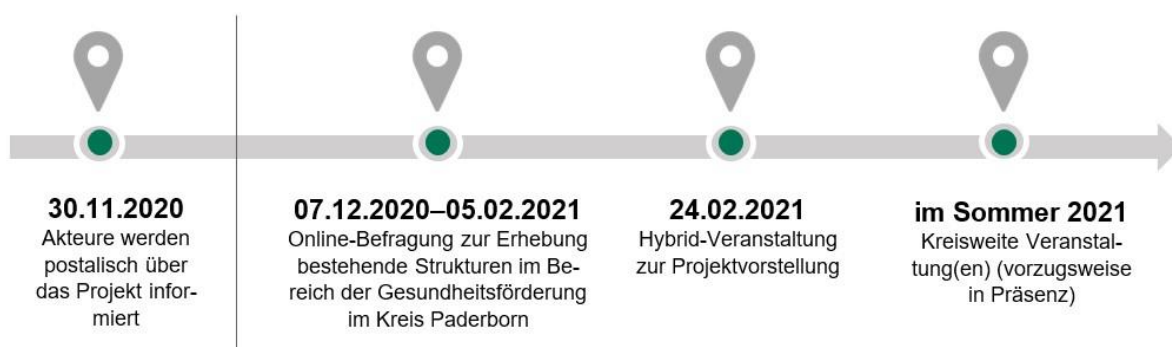 30.11.2020
Akteure werden
postalisch über
das Projekt infor-
miert
07.12.2020–05.02.2021
Online-Befragung zur Erhebung
bestehende Strukturen im Be-
reich der Gesundheitsförderung
im Kreis Paderborn
24.02.2021
Hybrid-Veranstaltung
zur Projektvorstellung
im Sommer 2021
Kreisweite Veranstal-
tung(en) (vorzugsweise
in Präsenz)